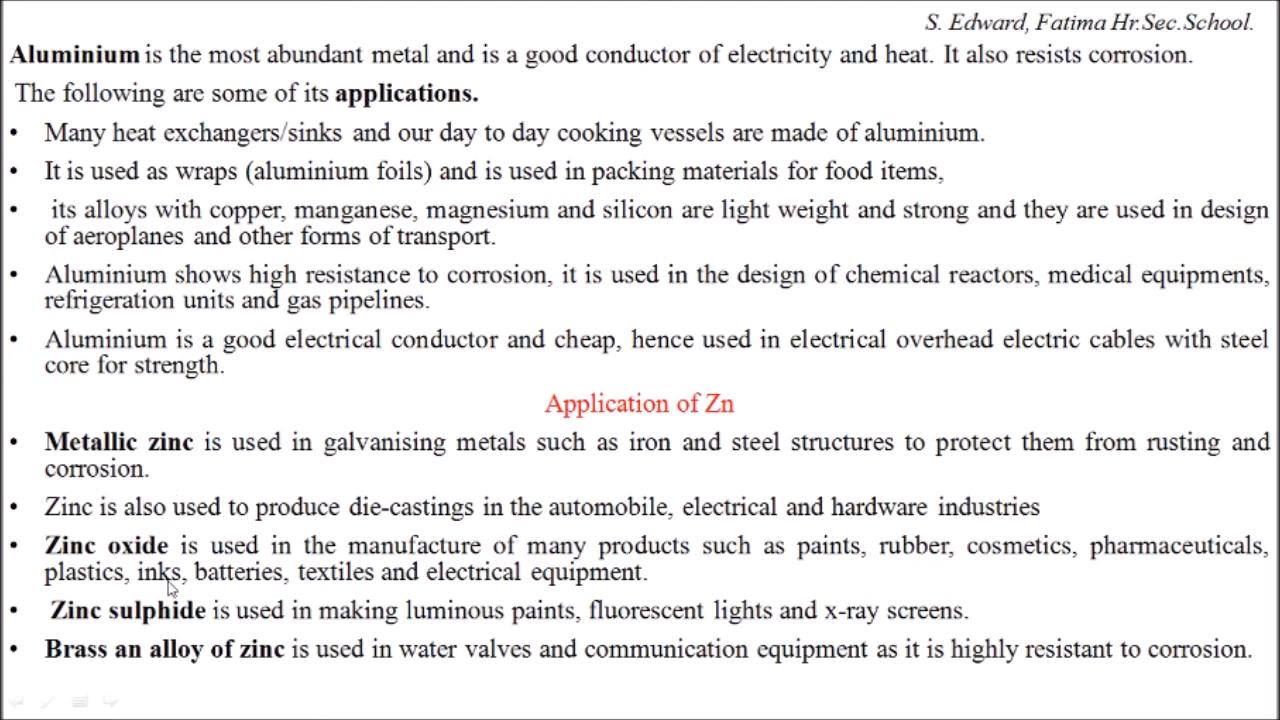 S. Edward, Fatima Hr.Sec.School.
Aluminium is the most abundant metal and is a good conductor of electricity and heat. It also resists corrosion.
The following are some of its applications.
• Many heat exchangers/sinks and our day to day cooking vessels are made of aluminium.
• It is used as wraps (aluminium foils) and is used in packing materials for food items,
• its alloys with copper, manganese, magnesium and silicon are light weight and strong and they are used in design
of aeroplanes and other forms of transport.
• Aluminium shows high resistance to corrosion, it is used in the design of chemical reactors, medical equipments,
refrigeration units and gas pipelines.
• Aluminium is a good electrical conductor and cheap, hence used in electrical overhead electric cables with steel
core for strength.
Application of Zn
• Metallic zinc is used in galvanising metals such as iron and steel structures to protect them from rusting and
corrosion.
• Zinc is also used to produce die-castings in the automobile, electrical and hardware industries
• Zinc oxide is used in the manufacture of many products such as paints, rubber, cosmetics, pharmaceuticals,
plastics, inks, batteries, textiles and electrical equipment.
• Zinc sulphide is used in making luminous paints, fluorescent lights and x-ray screens.
• Brass an alloy of zinc is used in water valves and communication equipment as it is highly resistant to corrosion.